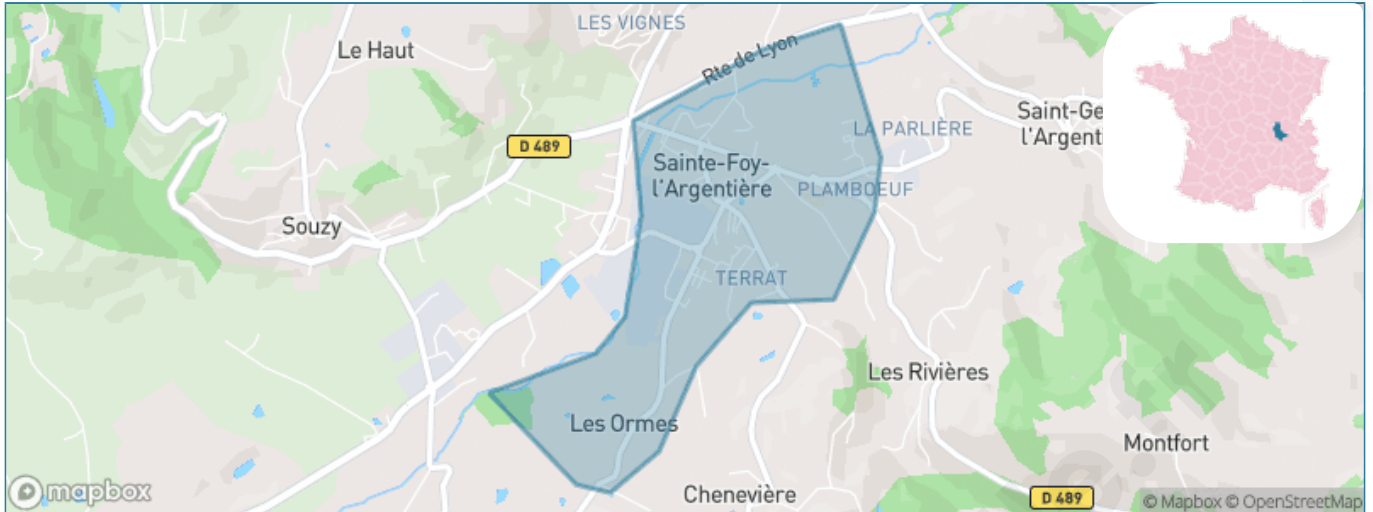 LES VIGNES
Le Haut
Rte de Lyon
D 489
Saint-Ge
l'Argenti
LA PARLIÈRE
Sainte-Foy-
l'Argentière
PLAMBOEUF
Souzy
TERRAT
Les Rivières
Les Ormes
Montfort
Chenevière
D 489
mapbox
© Mapbox © OpenStreetMap